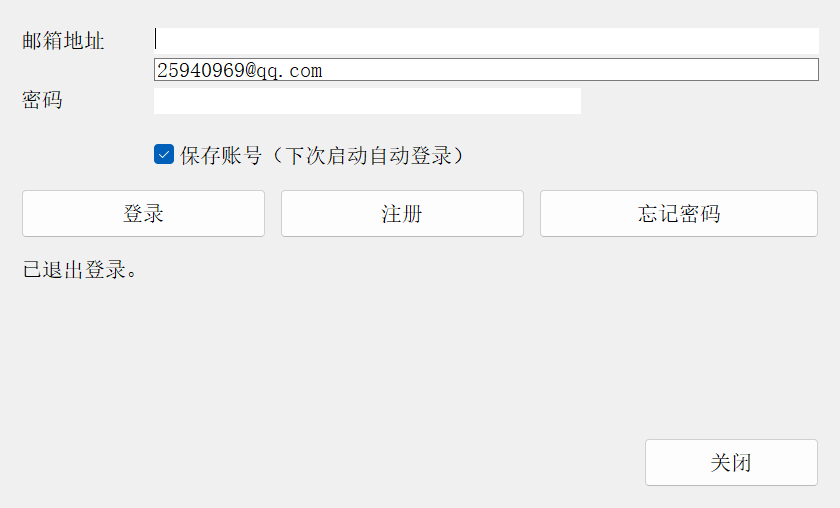 邮箱地址
25940969@qq.com
密码
保存账号（下次启动自动登录）
登录 注册 忘记密码
已退出登录。
关闭